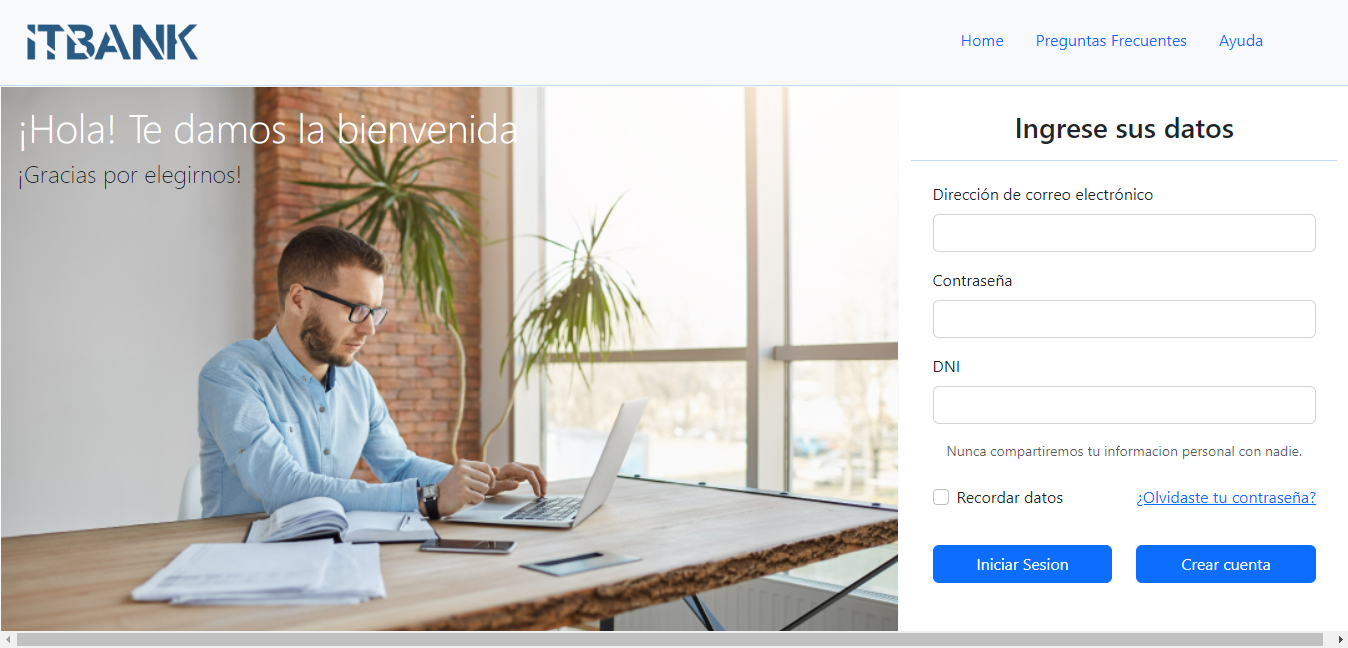 iTBANK
Home Preguntas Frecuentes Ayuda
¡Hola! Te damos la bienvenida
¡Gracias por elegirnos!
Ingrese sus datos
Dirección de correo electrónico
Contraseña
DNI
Nunca compartiremos tu informacion personal con nadie.
Recordar datos ¿Olvidaste tu contraseña?
Iniciar Sesion Crear cuenta